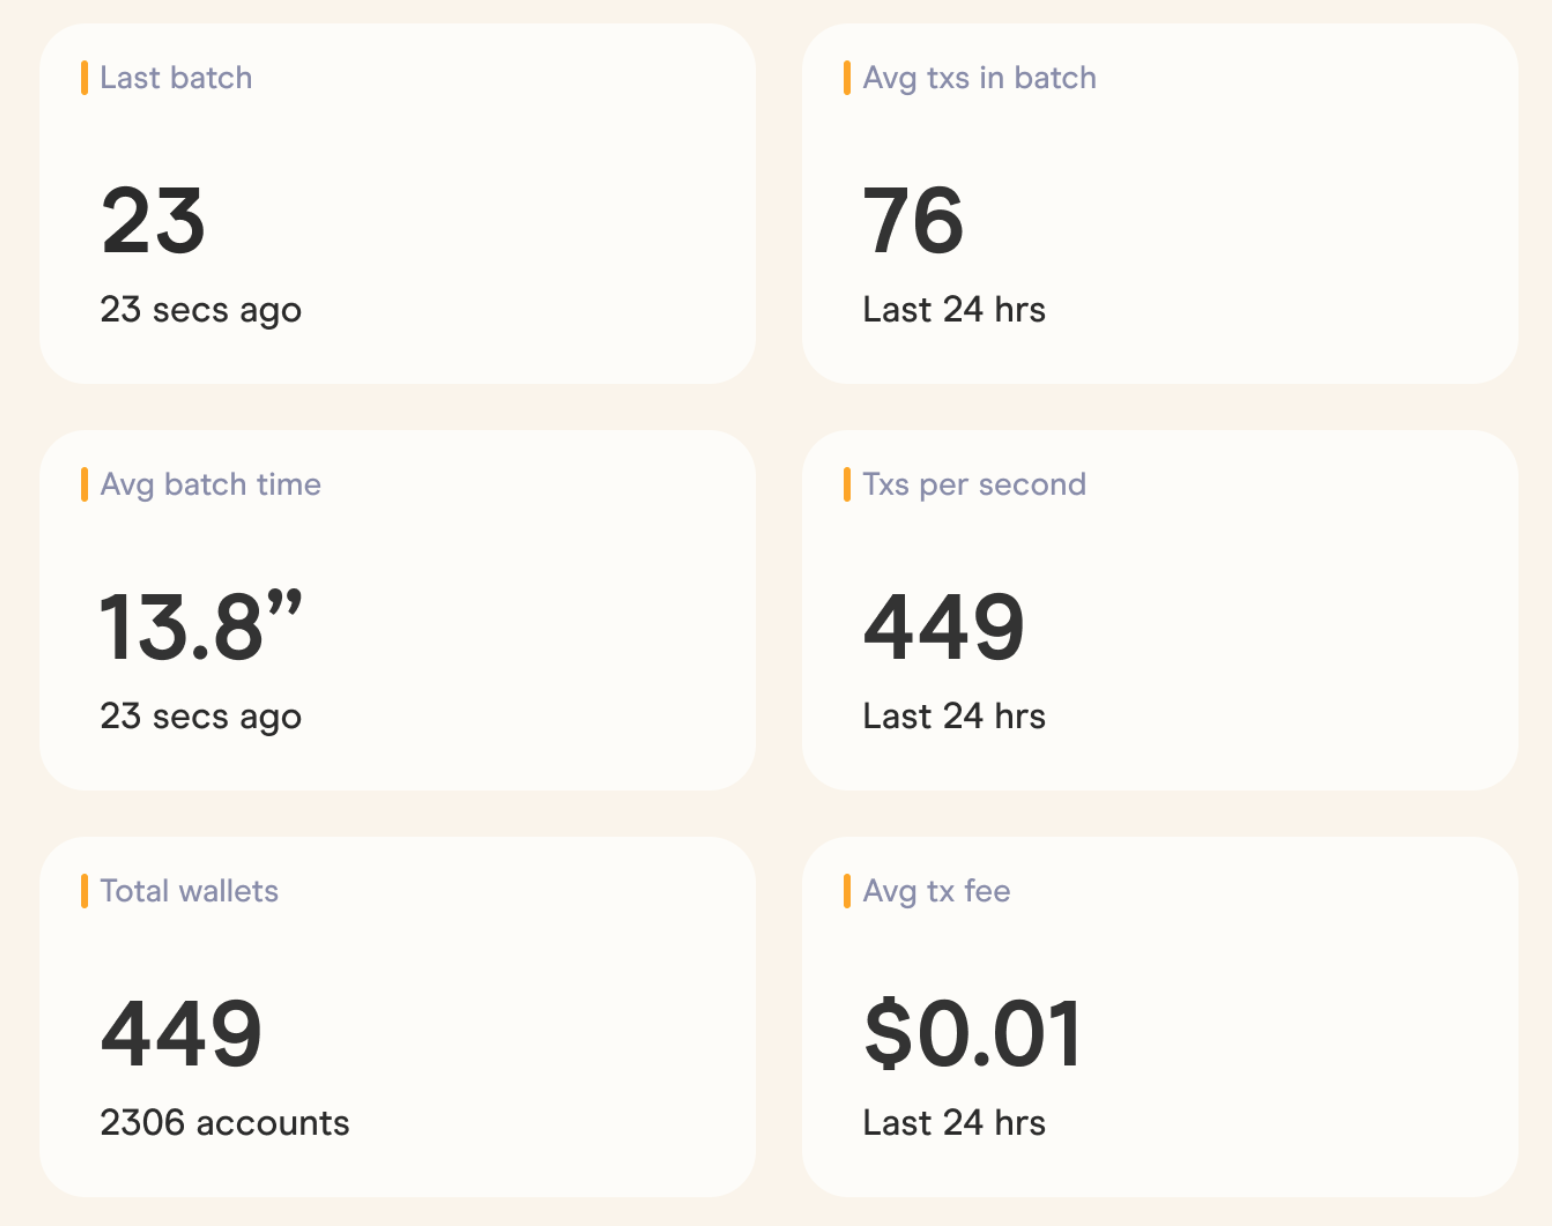 Last batch
23
23 secs ago
Avg txs in batch
76
Last 24 hrs
Avg batch time
13.8”
23 secs ago
Txs per second
449
Last 24 hrs
Total wallets
449
2306 accounts
Avg tx fee
$0.01
Last 24 hrs